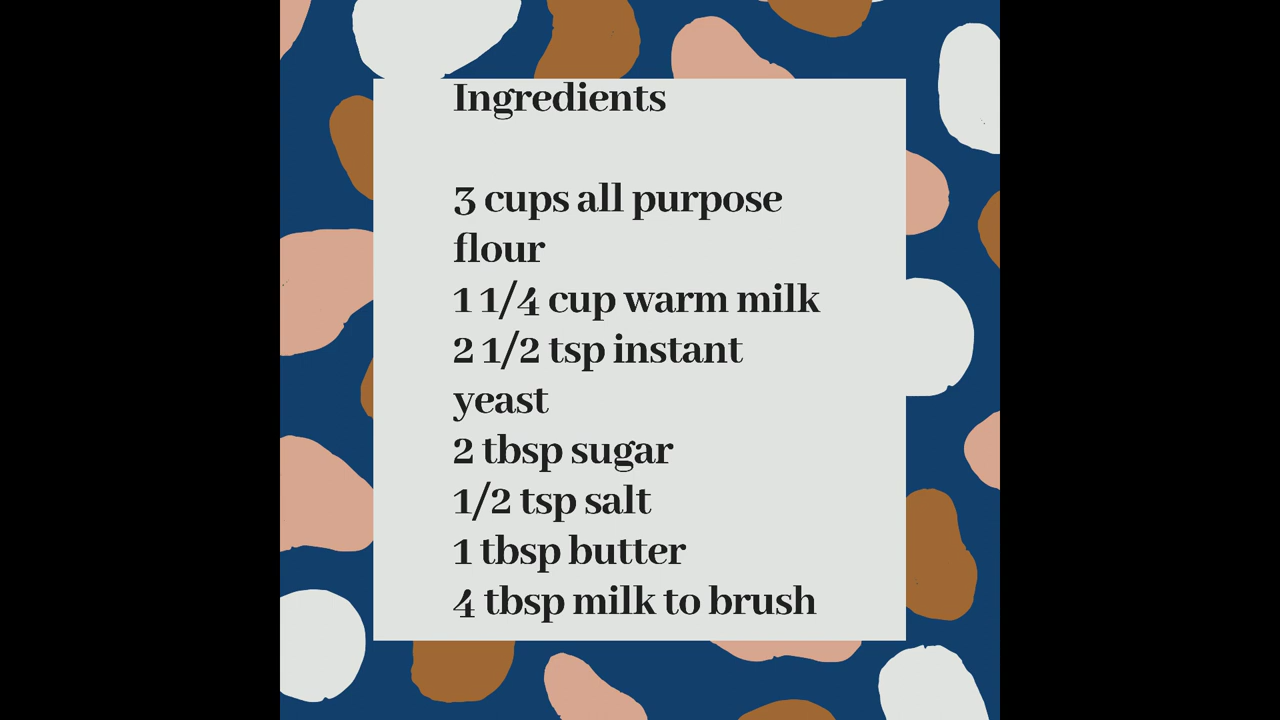 Ingredients
3 cups all purpose
flour
1 1/4 cup warm milk
2 1/2 tsp instant
yeast
2 tbsp sugar
1/2 tsp salt
1 tbsp butter
4 tbsp milk to brush